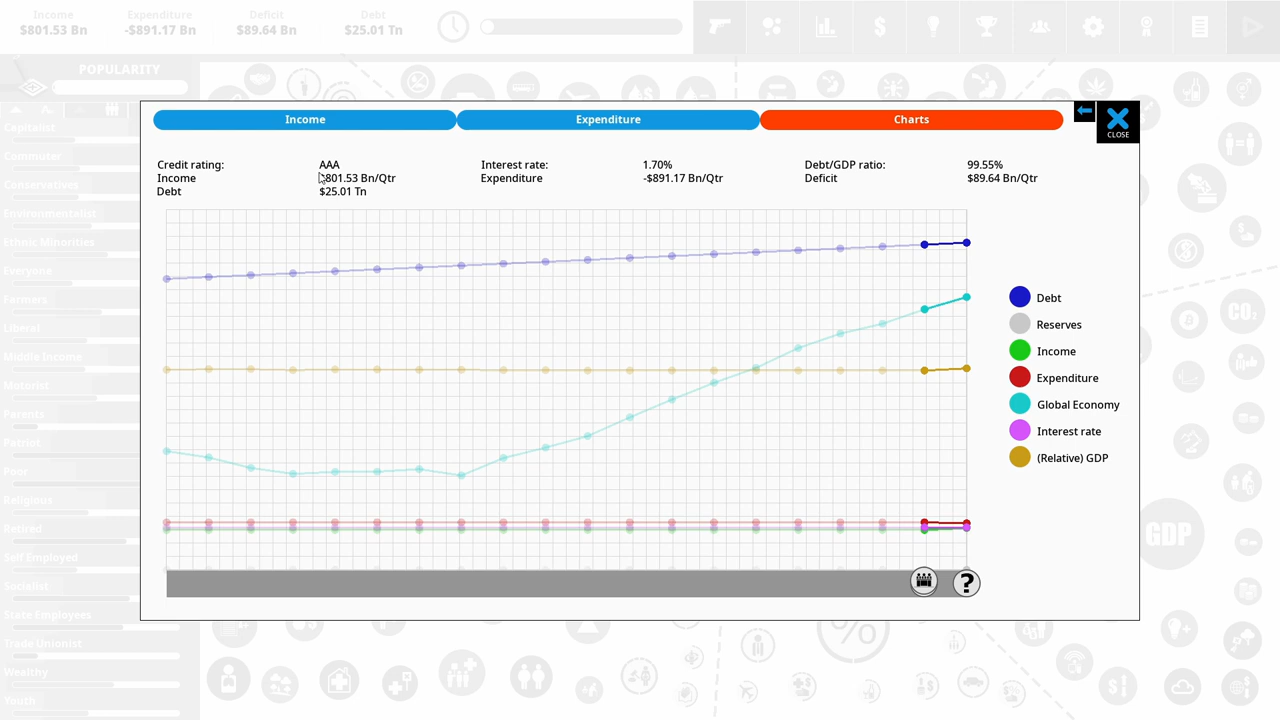 Income Expenditure Deficit Debt
$801.53 Bn -$891.17 Bn $89.64 Bn $25.01 Tn
POPULARITY
Capitalist
Commuter
Conservatives
Environmentalist
Ethnic Minorities
Everyone
Farmers
Liberal
Middle Income
Motorist
Parents
Patriot
Poor
Religious
Retired
Self Employed
Socialist
State Employees
Trade Unionist
Wealthy
Youth
Income Expenditure Charts
CLOSE
Credit rating: AAA Interest rate: 1.70% Debt/GDP ratio: 99.55%
Income $801.53 Bn/Qtr Expenditure -$891.17 Bn/Qtr Deficit $89.64 Bn/Qtr
Debt $25.01 Tn
Debt
Reserves
Income
Expenditure
Global Economy
Interest rate
(Relative) GDP
?
CO₂
GDP
%